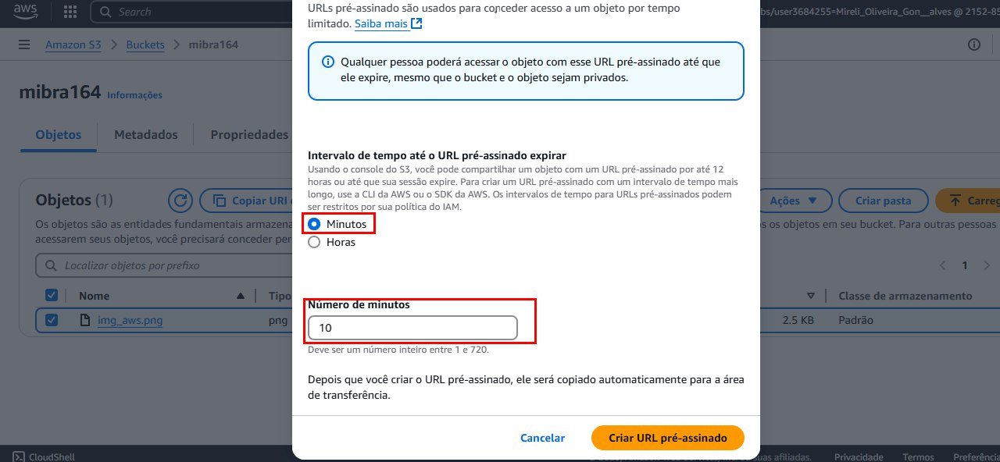 aws
Search
bs/user3684255=Mireli_Oliveira_Gon__alves @ 2152-85
Amazon S3
Buckets
mibra164
mibra164
Informações
Objetos
Metadados
Propriedades
Objetos (1)
Copiar URI
Ações
Criar pasta
Carreg
Os objetos são as entidades fundamentais armazena
os objetos em seu bucket. Para outras pessoas
acessarem seus objetos, você precisará conceder per
Localizar objetos por prefixo
1
Nome
Tipo
Classe de armazenamento
img_aws.png
png
2.5 KB
Padrão
URLs pré-assinado são usados para conceder acesso a um objeto por tempo
limitado. Saiba mais
Qualquer pessoa poderá acessar o objeto com esse URL pré-assinado até que
ele expire, mesmo que o bucket e o objeto sejam privados.
Intervalo de tempo até o URL pré-assinado expirar
Usando o console do S3, você pode compartilhar um objeto com um URL pré-assinado por até 12
horas ou até que sua sessão expire. Para criar um URL pré-assinado com um intervalo de tempo mais
longo, use a CLI da AWS ou o SDK da AWS. Os intervalos de tempo para URLs pré-assinados podem
ser restritos por sua política do IAM.
Minutos
Horas
Número de minutos
10
Deve ser um número inteiro entre 1 e 720.
Depois que você criar o URL pré-assinado, ele será copiado automaticamente para a área
de transferência.
Cancelar
Criar URL pré-assinado
CloudShell
suas afiliadas.
Privacidade
Termos
Preferência